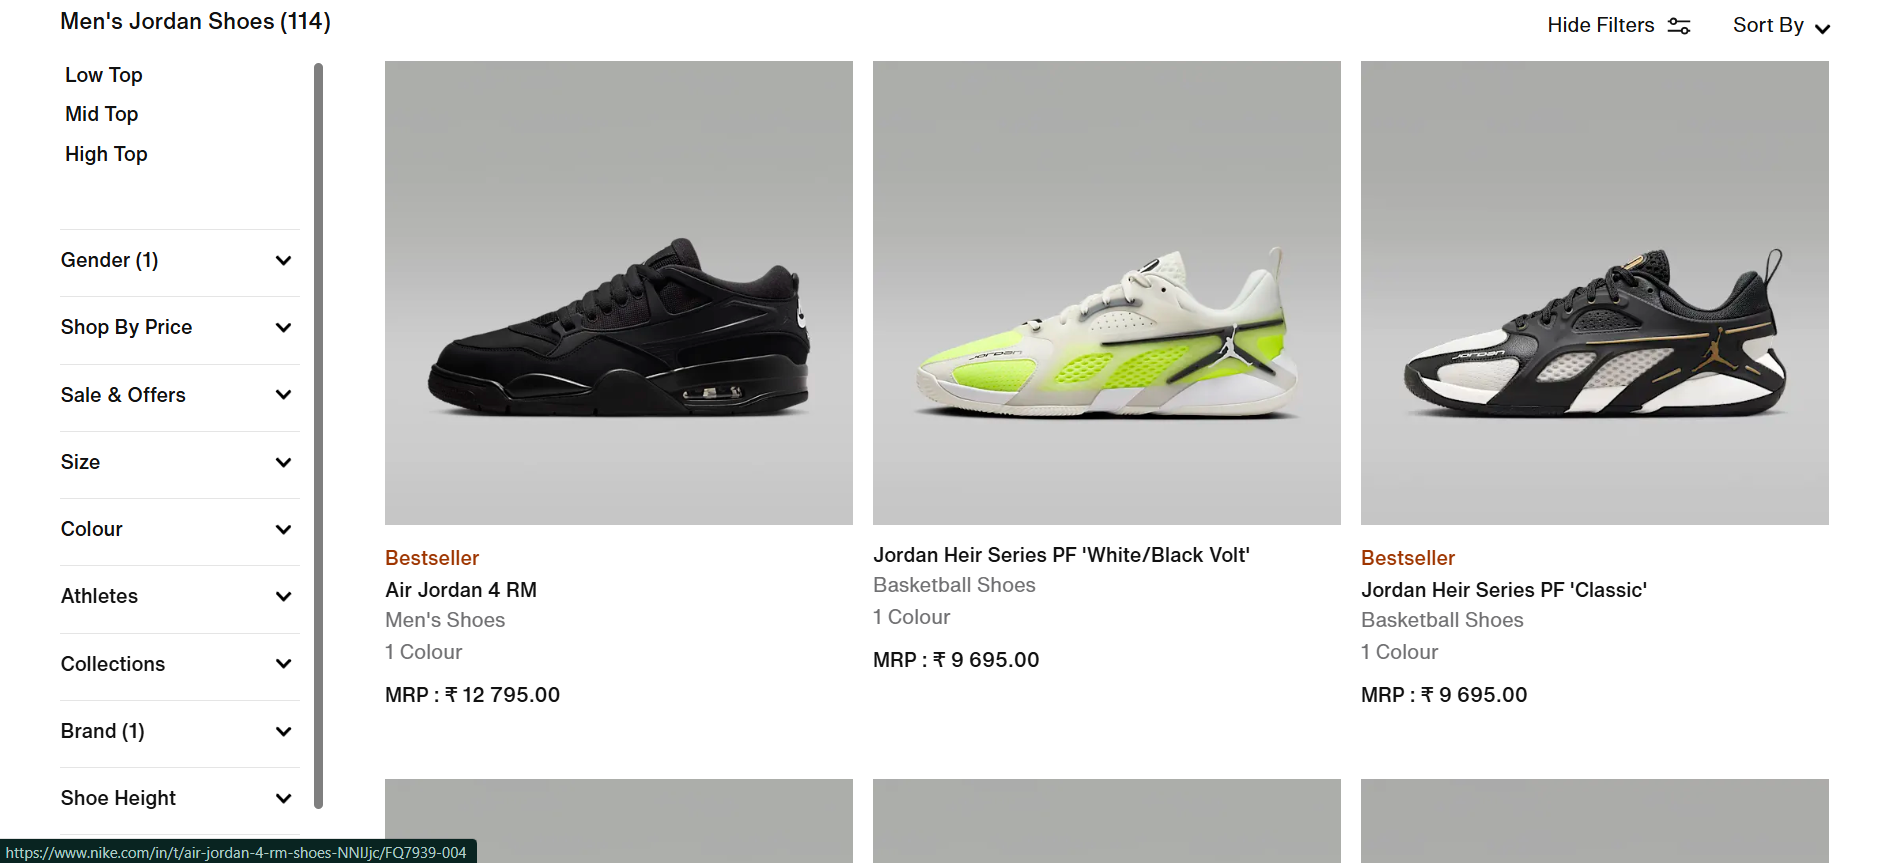 Men's Jordan Shoes (114)
Hide Filters
Sort By
Low Top
Mid Top
High Top
Gender (1)
Shop By Price
Sale & Offers
Size
Colour
Athletes
Collections
Brand (1)
Shoe Height
JORDAN
JORDAN
Bestseller
Air Jordan 4 RM
Men's Shoes
1 Colour
MRP : ₹ 12 795.00
Jordan Heir Series PF 'White/Black Volt'
Basketball Shoes
1 Colour
MRP : ₹ 9 695.00
Bestseller
Jordan Heir Series PF 'Classic'
Basketball Shoes
1 Colour
MRP : ₹ 9 695.00
https://www.nike.com/in/t/air-jordan-4-rm-shoes-NNlJjc/FQ7939-004